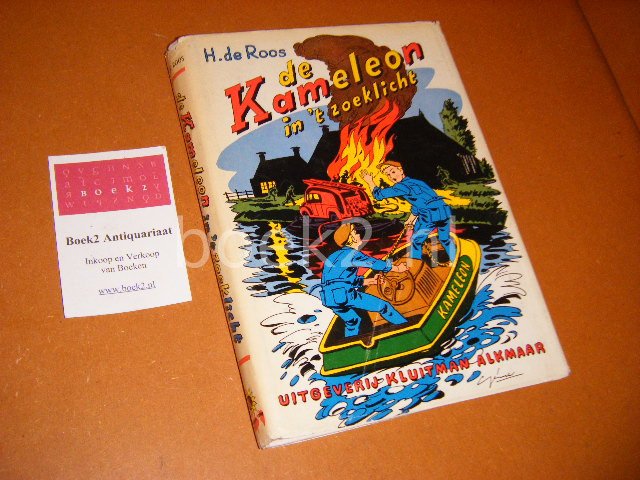 H. de Roos
de
Kameleon
in 't zoeklicht
KAMELEON
UITGEVERIJ KLUITMAN ALKMAAR
de Kameleon in 't zoeklicht
BOEK2
Boek2 Antiquariaat
Inkoop en Verkoop
van Boeken
www.boek2.nl
boek2.nl